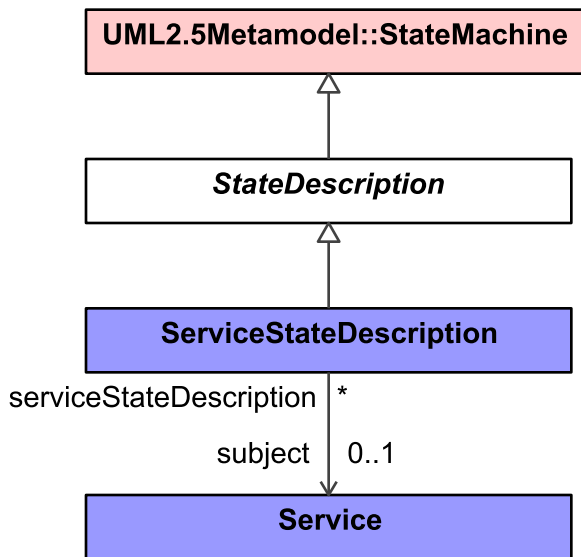 UML2.5Metamodel::StateMachine
StateDescription
ServiceStateDescription
serviceStateDescription *
subject 0..1
Service